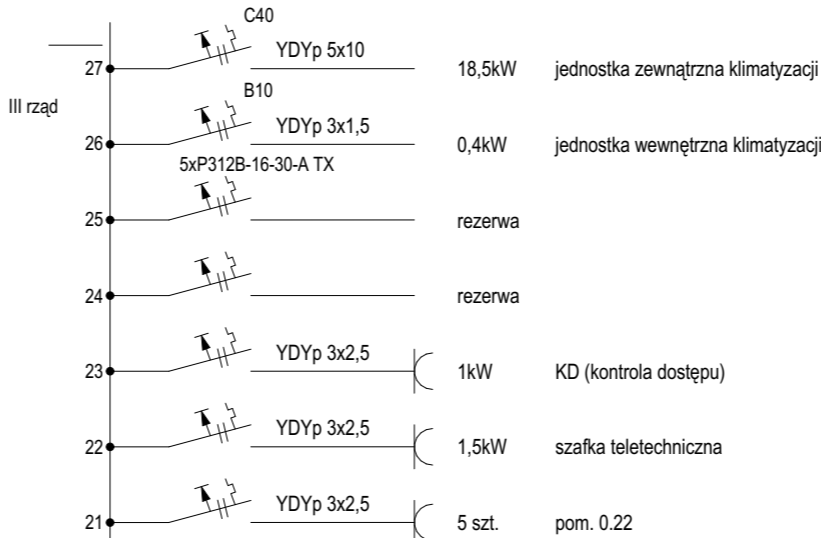 C40
27 YDYp 5x10 18,5kW jednostka zewnątrzna klimatyzacji
III rząd
B10
26 YDYp 3x1,5 0,4kW jednostka wewnętrzna klimatyzacji
5xP312B-16-30-A TX
25 rezerwa
24 rezerwa
23 YDYp 3x2,5 1kW KD (kontrola dostępu)
22 YDYp 3x2,5 1,5kW szafka teletechniczna
21 YDYp 3x2,5 5 szt. pom. 0.22